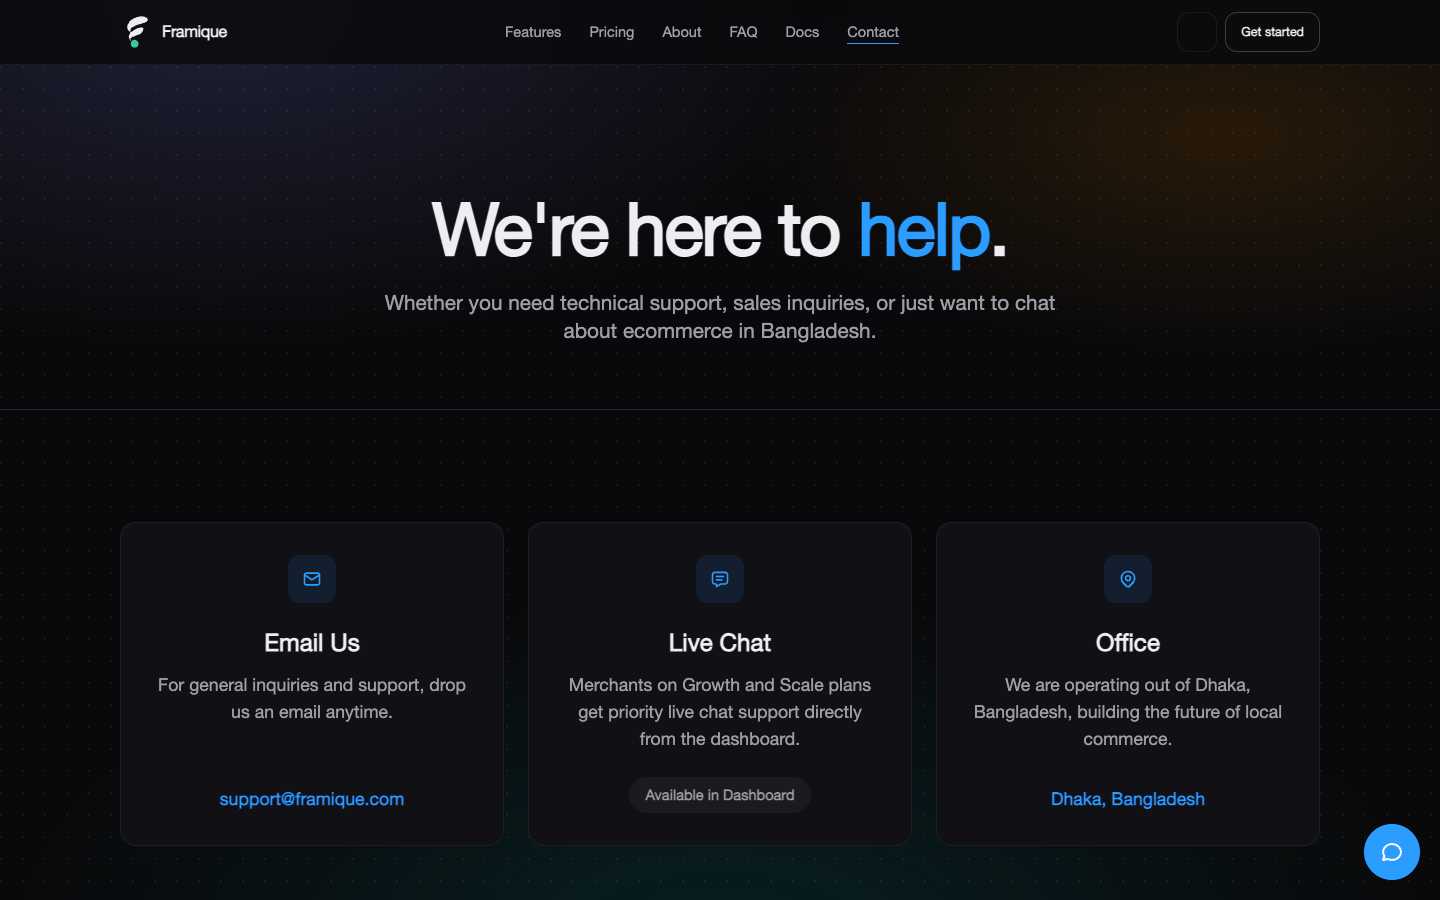 Framique
Features
Pricing
About
FAQ
Docs
Contact
Get started
We're here to help.
Whether you need technical support, sales inquiries, or just want to chat
about ecommerce in Bangladesh.
Email Us
For general inquiries and support, drop
us an email anytime.
support@framique.com
Live Chat
Merchants on Growth and Scale plans
get priority live chat support directly
from the dashboard.
Available in Dashboard
Office
We are operating out of Dhaka,
Bangladesh, building the future of local
commerce.
Dhaka, Bangladesh